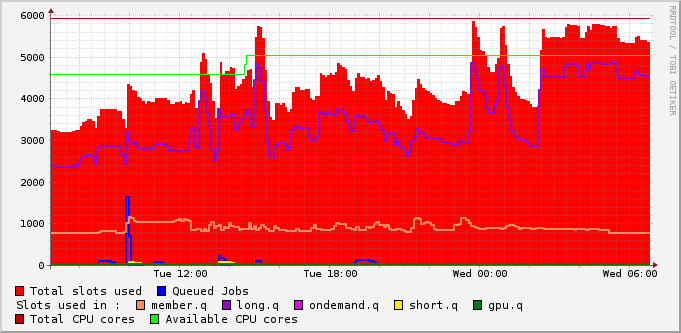 RRDTOOL / TOBI OETIKER
6000
5000
4000
3000
2000
1000
0
Tue 12:00 Tue 18:00 Wed 00:00 Wed 06:00
Total slots used Queued Jobs
Slots used in : member.q long.q ondemand.q short.q gpu.q
Total CPU cores Available CPU cores